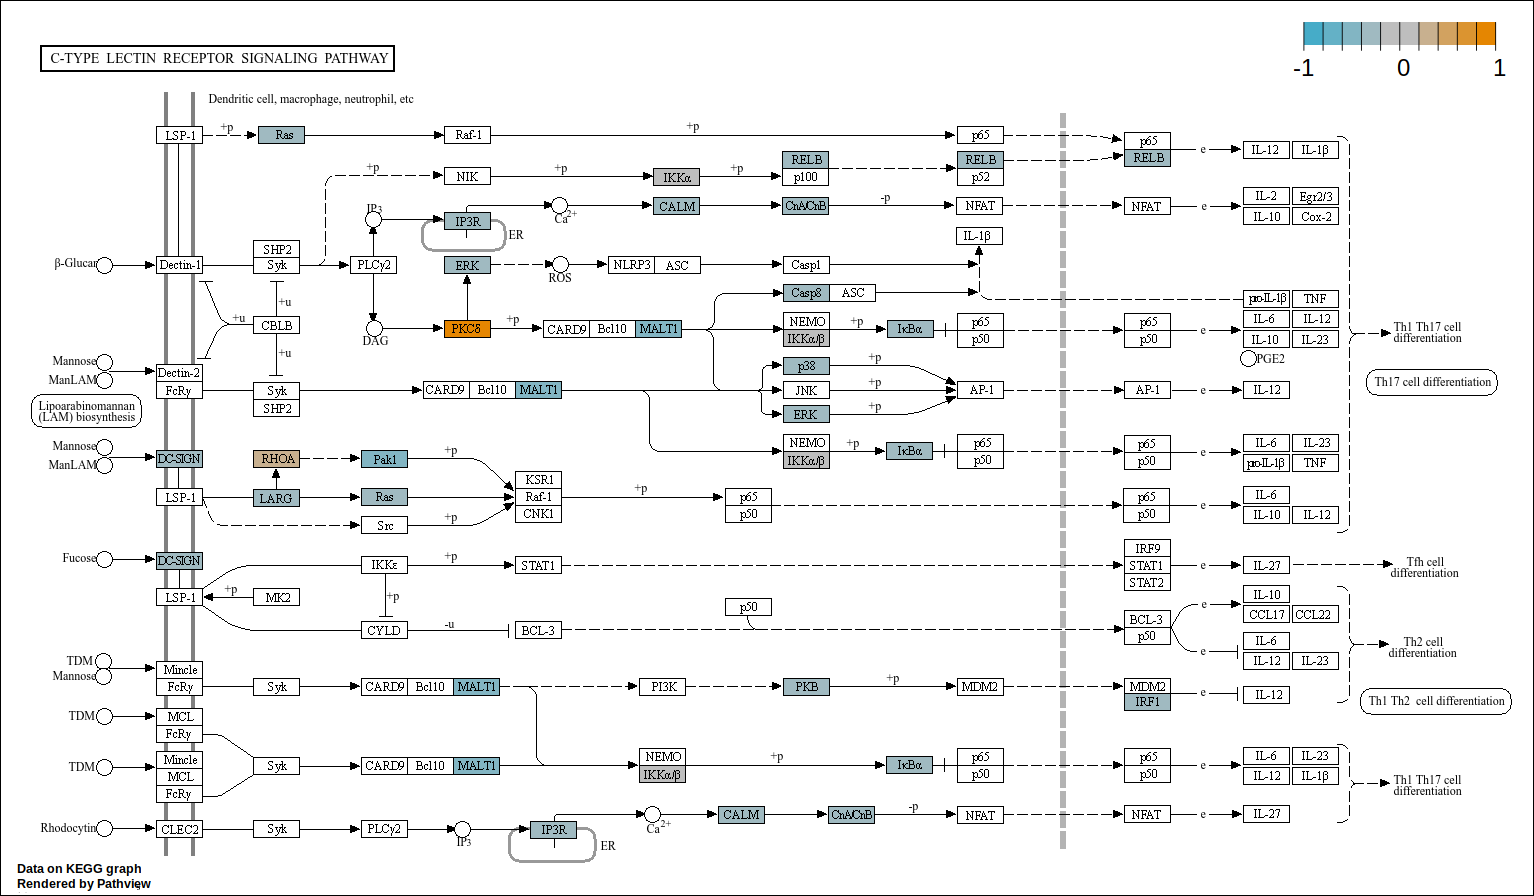 C-TYPE LECTIN RECEPTOR SIGNALING PATHWAY
-1 0 1
Dendritic cell, macrophage, neutrophil, etc
LSP-1 +p Ras Raf-1 +p p65 p65
RELB e IL-12 IL-1β
+p NIK +p IKKα +p RELB
p100 RELB
p52
IP3 IP3R Ca2+ CALM CnA/CnB -p NFAT NFAT e IL-2 Egr2/3
IL-10 Cox-2
ER
IL-1β
SHP2
β-Glucan Dectin-1 Syk PLCγ2 ERK ROS NLRP3 ASC Casp1
Casp8 ASC
pro-IL-1β TNF
+u +u CBLB DAG PKCδ +p CARD9 Bcl10 MALT1 NEMO
IKKα/β +p IκBα p65
p50 p65
p50 e IL-6 IL-12
IL-10 IL-23
PGE2
Th1 Th17 cell
differentiation
+u
Mannose
ManLAM Dectin-2
FcRγ Syk
SHP2 CARD9 Bcl10 MALT1
p38 +p
JNK +p AP-1 AP-1 e IL-12
ERK +p
Th17 cell differentiation
Lipoarabinomannan
(LAM) biosynthesis
Mannose
ManLAM DC-SIGN RHOA Pak1 +p
NEMO
IKKα/β +p IκBα p65
p50 p65
p50 e IL-6 IL-23
pro-IL-1β TNF
LSP-1 LARG Ras KSR1
Raf-1
CNK1 +p p65
p50 p65
p50 e IL-6
IL-10 IL-12
Src +p
Fucose DC-SIGN IKKε +p STAT1 IRF9
STAT1
STAT2 e IL-27 Tfh cell
differentiation
LSP-1 +p MK2 +p
CYLD -u BCL-3 p50 BCL-3
p50 e IL-10
CCL17 CCL22
e IL-6
IL-12 IL-23
Th2 cell
differentiation
TDM
Mannose Mincle
FcRγ Syk CARD9 Bcl10 MALT1 PI3K PKB +p MDM2 MDM2
IRF1 e IL-12
Th1 Th2 cell differentiation
TDM MCL
FcRγ
TDM Mincle
MCL
FcRγ Syk CARD9 Bcl10 MALT1 NEMO
IKKα/β +p IκBα p65
p50 p65
p50 e IL-6 IL-23
IL-12 IL-1β
Th1 Th17 cell
differentiation
Rhodocytin CLEC2 Syk PLCγ2 IP3 IP3R Ca2+ CALM CnA/CnB -p NFAT NFAT e IL-27
ER
Data on KEGG graph
Rendered by Pathview